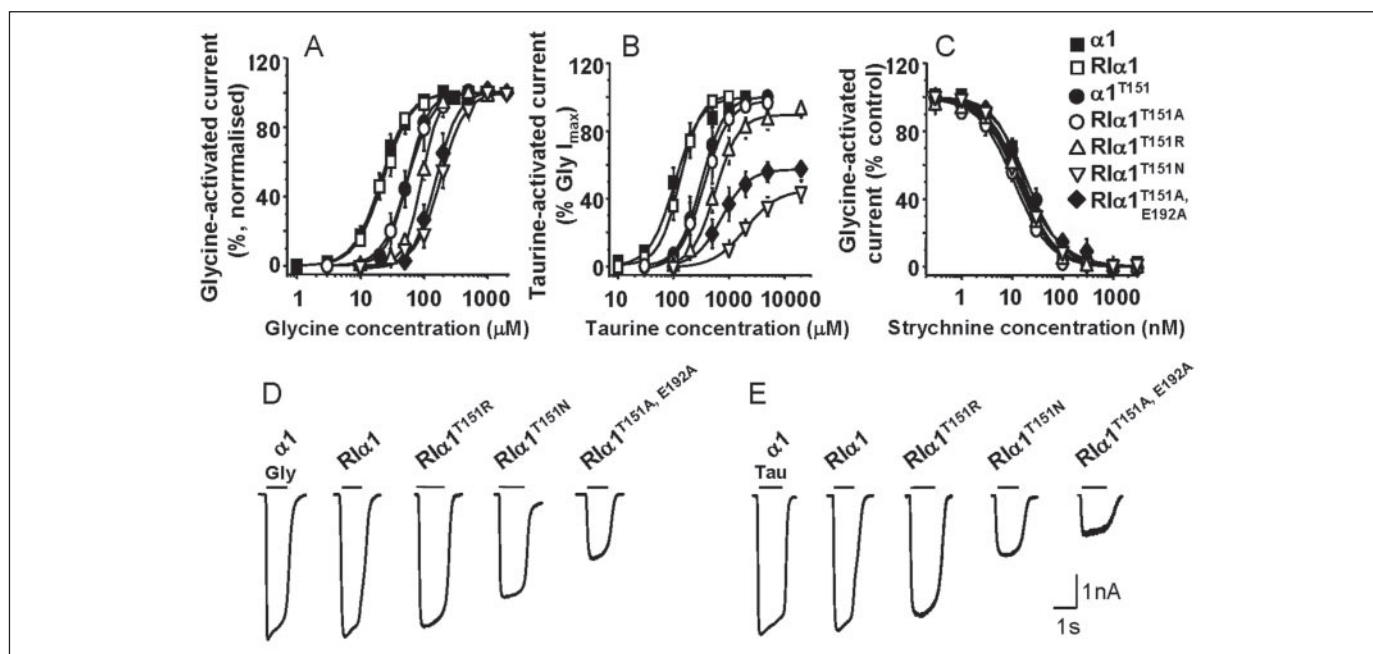 A
Glycine-activated current
(%, norrmalised)
120
80
40
0
1
10
100
1000
Glycine concentration (μM)
B
Taurine-activated current
(% Gly Imax)
120
80
40
0
10
100
1000
10000
Taurine concentration (μM)
C
Glycine-activated
current (% control)
120
80
40
0
1
10
100
1000
Strychnine concentration (nM)
α1
RIα1
α1T151
RIα1T151A
RIα1T151R
RIα1T151N
RIα1T151A,
E192A
D
α1
RIα1
RIα1T151R
RIα1T151N
RIα1T151A, E192A
Gly
E
α1
RIα1
RIα1T151R
RIα1T151N
RIα1T151A, E192A
Tau
1nA
1s